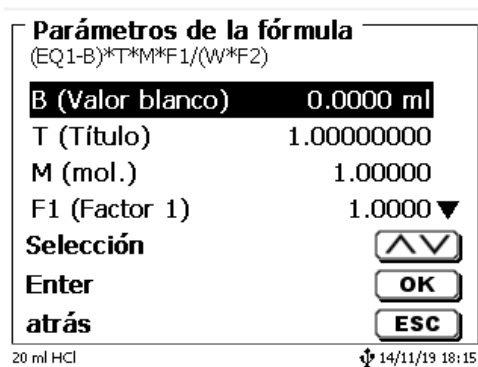 Parámetros de la fórmula
(EQ1-B)*T*M*F1/(W*F2)
B (Valor blanco) 0.0000 ml
T (Título) 1.00000000
M (mol.) 1.00000
F1 (Factor 1) 1.0000 ▼
Selección
Enter OK
atrás ESC
20 ml HCl 14/11/19 18:15